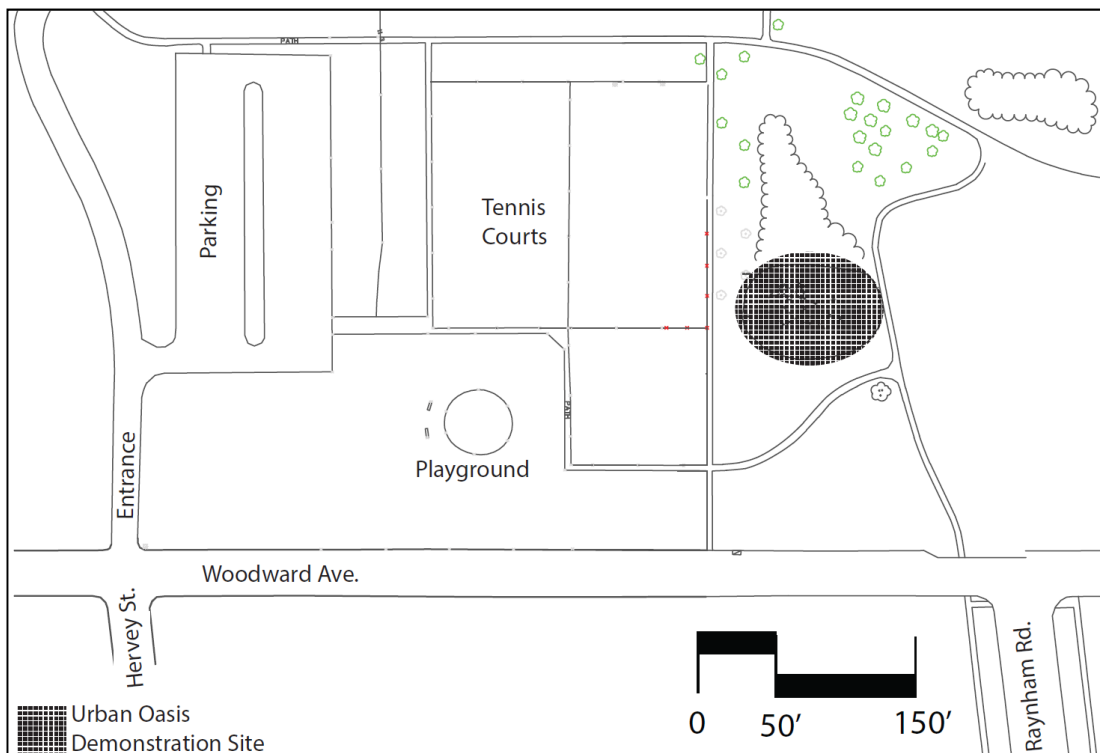 PATH
Parking
Tennis
Courts
PATH
Playground
Entrance
Woodward Ave.
Hervey St.
Raynham Rd.
0 50’ 150’
Urban Oasis
Demonstration Site